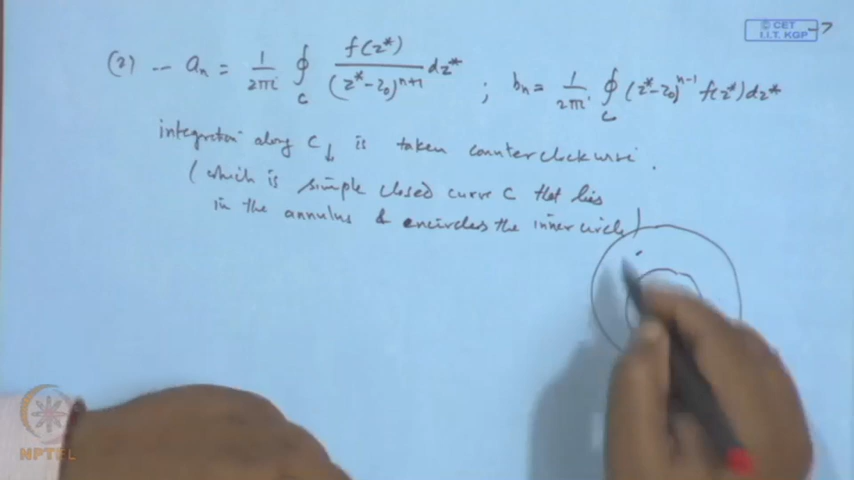 © CET
I.I.T. KGP
-7
(2) -- aₙ = 1/2πi ∮_C f(z*)/(z*-z₀)ⁿ⁺¹ dz* ; bₙ = 1/2πi ∮_C (z*-z₀)ⁿ⁻¹ f(z*) dz*
integration along C ↓ is taken counterclockwise.
(which is simple closed curve C that lies
in the annulus & encircles the inner circle)
NPTEL